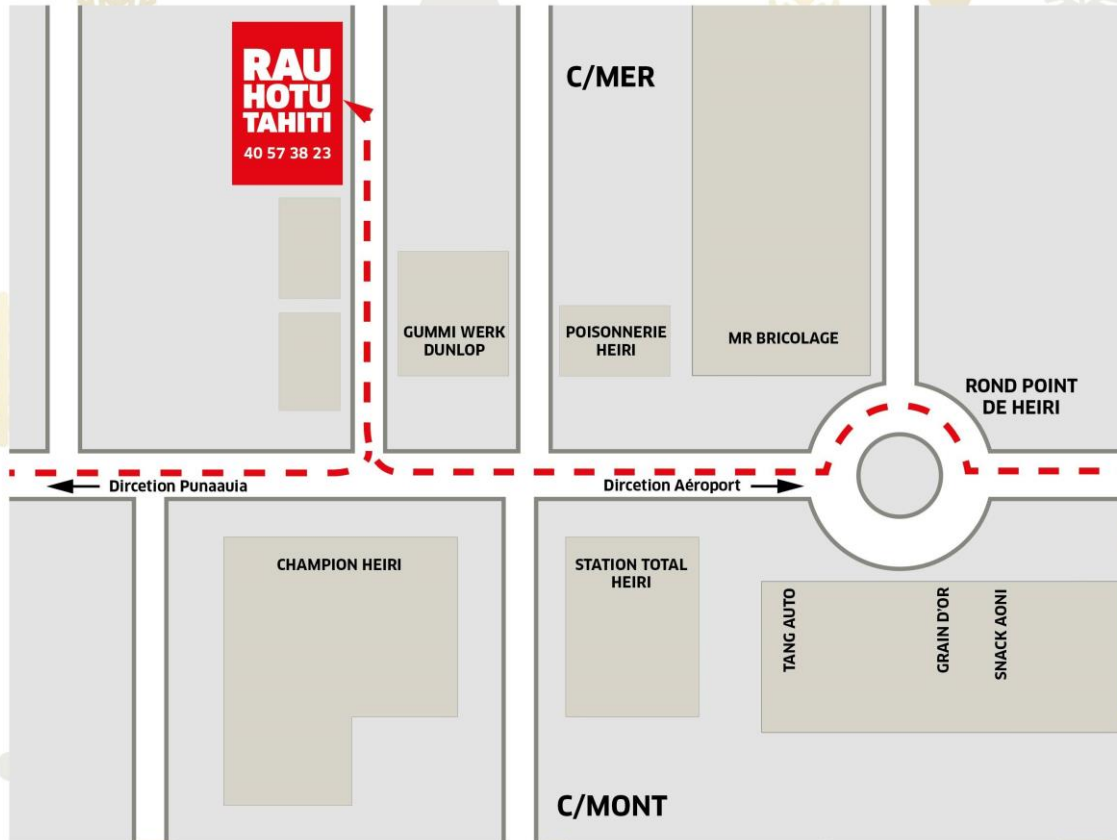 RAU
HOTU
TAHITI
40 57 38 23
C/MER
GUMMI WERK
DUNLOP
POISONNERIE
HEIRI
MR BRICOLAGE
ROND POINT
DE HEIRI
Dircetion Punaauia
Dircetion Aéroport
CHAMPION HEIRI
STATION TOTAL
HEIRI
TANG AUTO
GRAIN D'OR
SNACK AONI
C/MONT